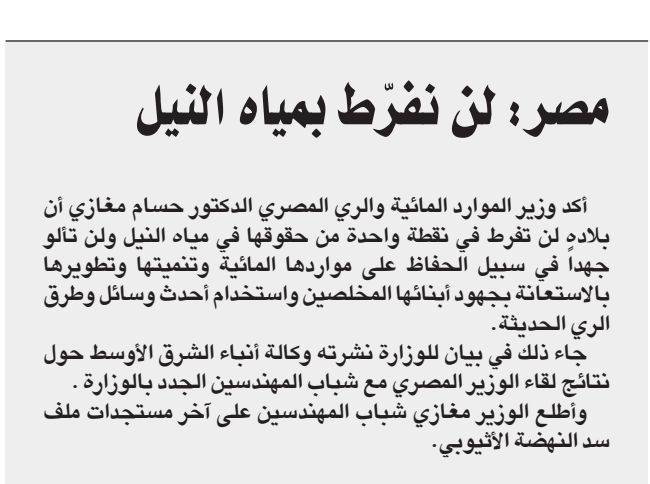 مصر: لن نفرّط بمياه النيل
أكد وزير الموارد المائية والري المصري الدكتور حسام مغازي أن
بلاده لن تفرط في نقطة واحدة من حقوقها في مياه النيل ولن تألو
جهداً في سبيل الحفاظ على مواردها المائية وتنميتها وتطويرها
بالاستعانة بجهود أبنائها المخلصين واستخدام أحدث وسائل وطرق
الري الحديثة.
جاء ذلك في بيان للوزارة نشرته وكالة أنباء الشرق الأوسط حول
نتائج لقاء الوزير المصري مع شباب المهندسين الجدد بالوزارة .
وأطلع الوزير مغازي شباب المهندسين على آخر مستجدات ملف
سد النهضة الأثيوبي.